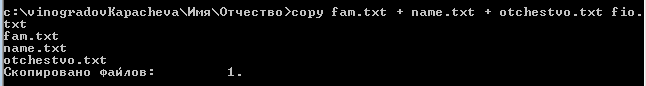 c:\vinogradovKapacheva\Имя\Отчество>copy fam.txt + name.txt + otchestvo.txt fio.
txt
fam.txt
name.txt
otchestvo.txt
Скопировано файлов:         1.